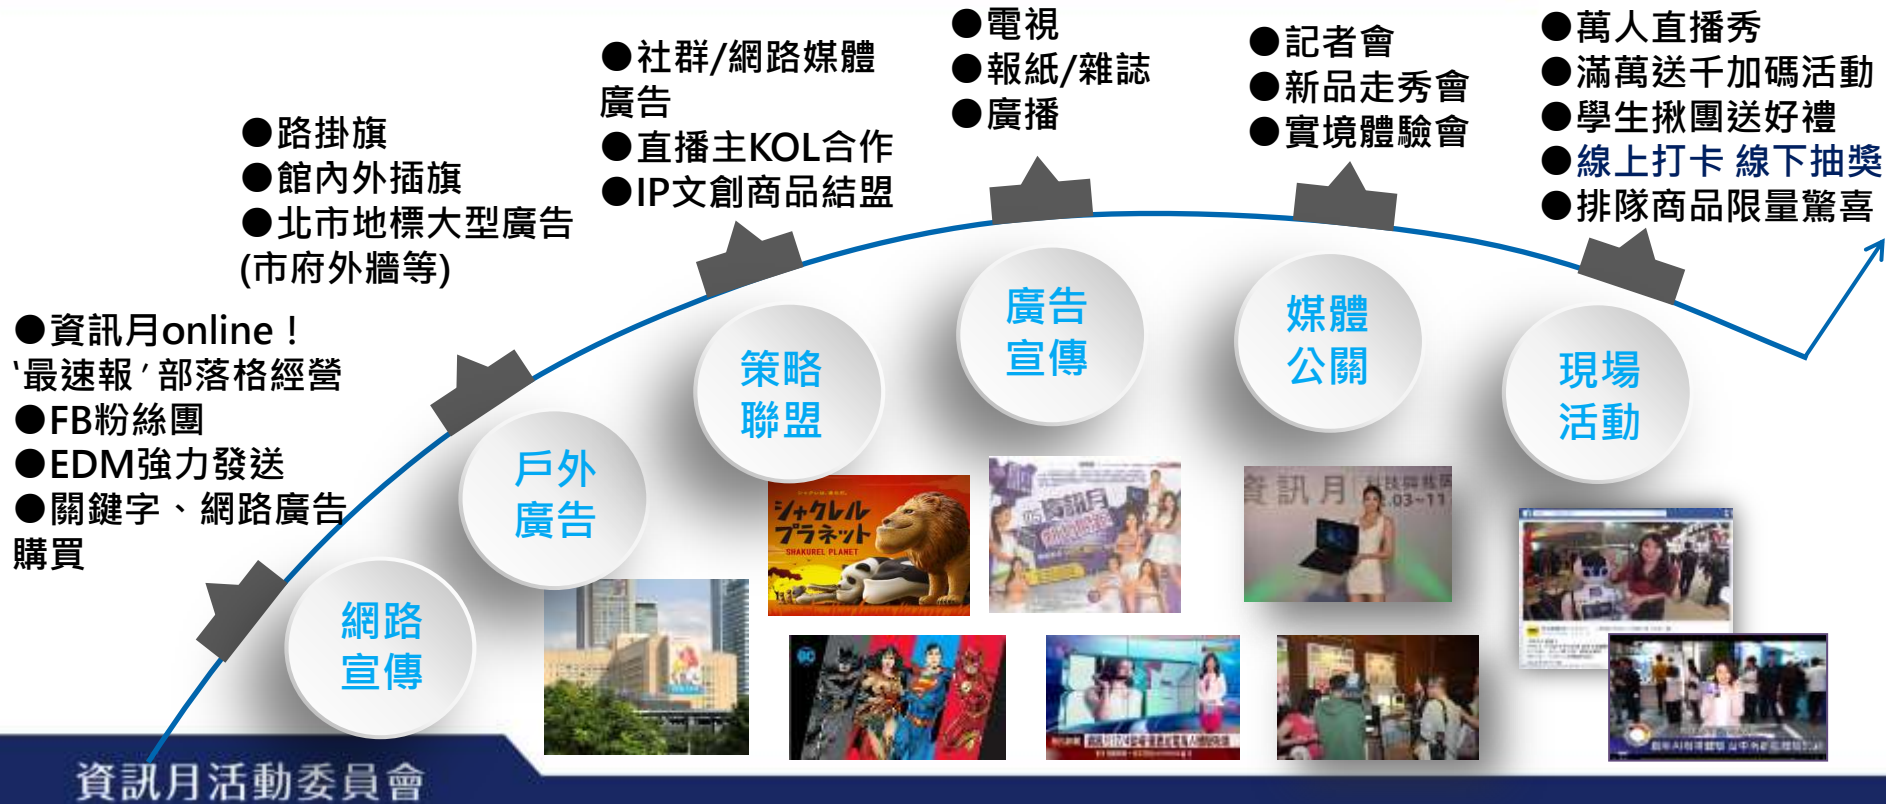 ●資訊月online！
‵最速報′部落格經營
●FB粉絲團
●EDM強力發送
●關鍵字、網路廣告
購買
網路
宣傳
●路掛旗
●館內外插旗
●北市地標大型廣告
(市府外牆等)
戶外
廣告
●社群/網路媒體
廣告
●直播主KOL合作
●IP文創商品結盟
策略
聯盟
●電視
●報紙/雜誌
●廣播
廣告
宣傳
●記者會
●新品走秀會
●實境體驗會
媒體
公關
●萬人直播秀
●滿萬送千加碼活動
●學生揪團送好禮
●線上打卡 線下抽獎
●排隊商品限量驚喜
現場
活動
シャクレル
プラネット
SHAKUREL PLANET
資訊月
資訊月
.03~11
DC
資訊月活動委員會